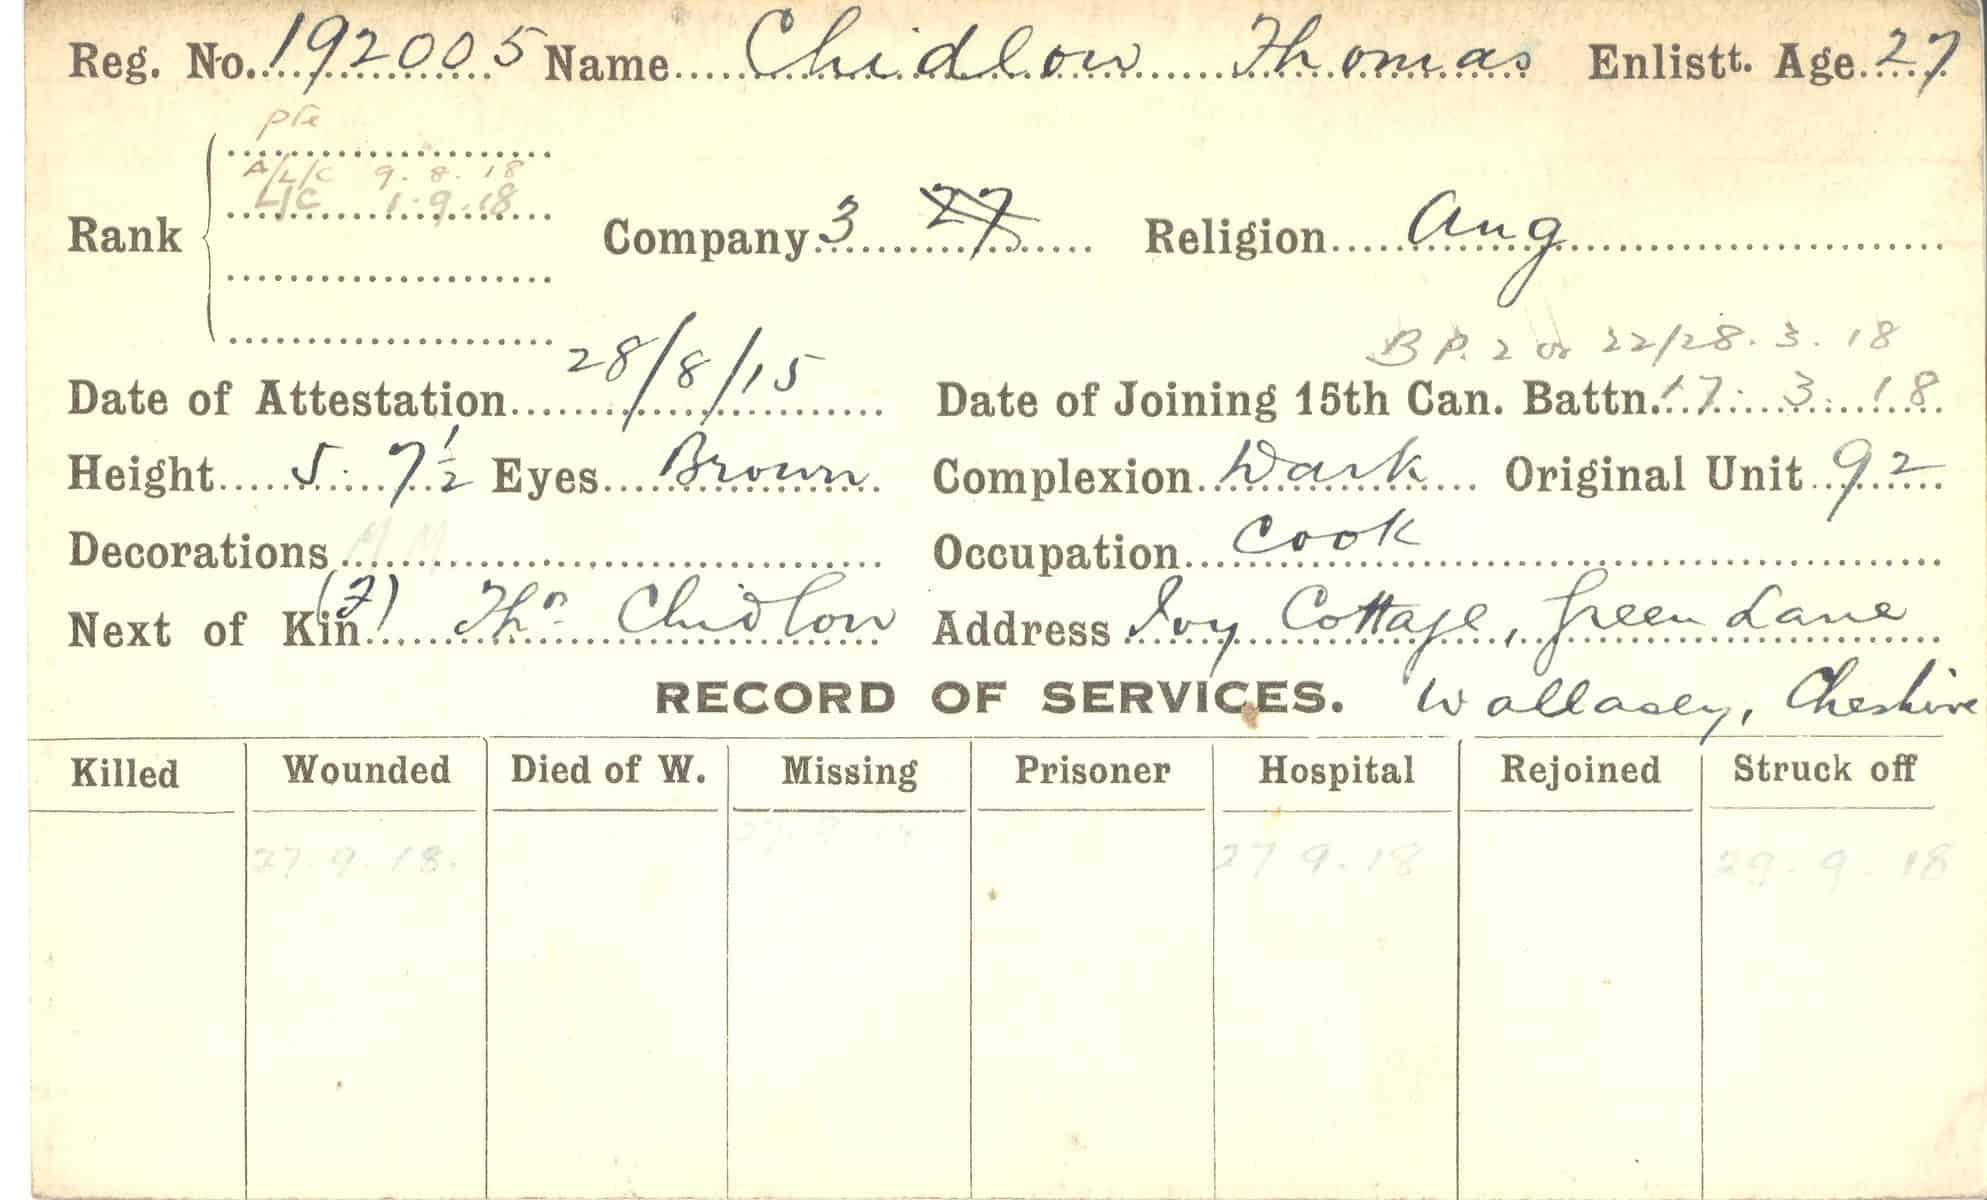 Reg. No. 192005 Name Chidlow Thomas Enlistt. Age 27
Pte
A/L/C 9.8.18
L/C 1.9.18
Rank Company 3 27 Religion Ang
B P. 2 or 22/28.3.18
Date of Attestation 28/8/15 Date of Joining 15th Can. Battn. 17.3.18
Height 5.7½ Eyes Brown Complexion Dark Original Unit 92
Decorations MM Occupation Cook
Next of Kin (F) Thos Chidlow Address Ivy Cottage, Green Lane
RECORD OF SERVICES. Wallasey, Cheshire
Killed Wounded Died of W. Missing Prisoner Hospital Rejoined Struck off
27.9.18. 27 9.18 29.9.18